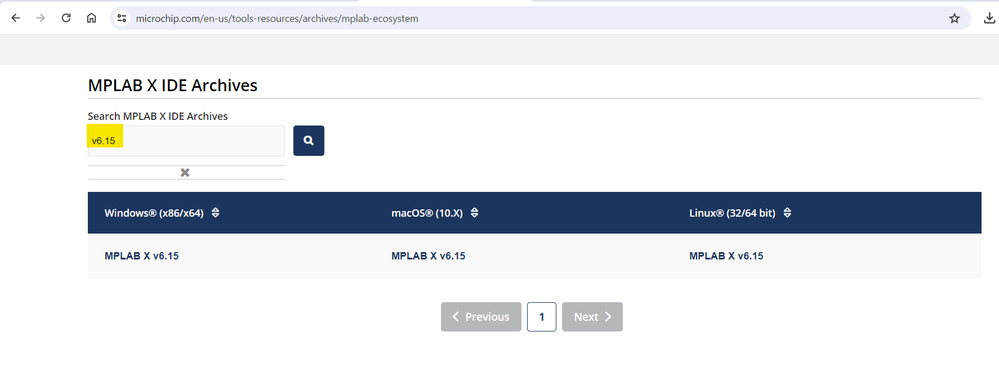 microchip.com/en-us/tools-resources/archives/mplab-ecosystem
MPLAB X IDE Archives
Search MPLAB X IDE Archives
v6.15
Windows® (x86/x64) macOS® (10.X) Linux® (32/64 bit)
MPLAB X v6.15 MPLAB X v6.15 MPLAB X v6.15
Previous 1 Next